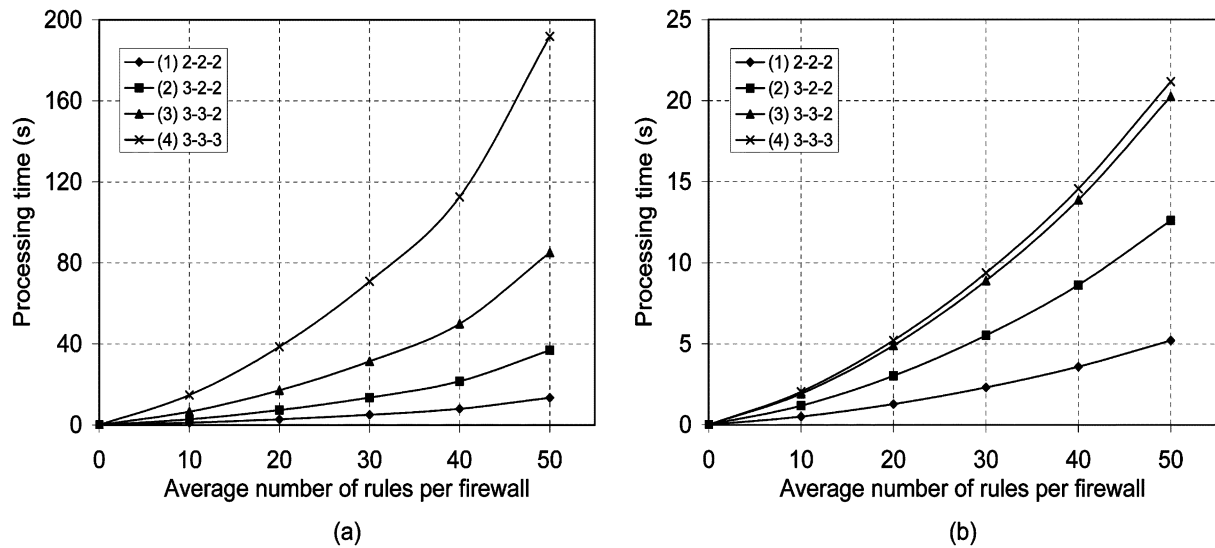 200
160
120
80
40
0
Processing time (s)
(1) 2-2-2
(2) 3-2-2
(3) 3-3-2
(4) 3-3-3
0 10 20 30 40 50
Average number of rules per firewall
(a)
25
20
15
10
5
0
Processing time (s)
(1) 2-2-2
(2) 3-2-2
(3) 3-3-2
(4) 3-3-3
0 10 20 30 40 50
Average number of rules per firewall
(b)